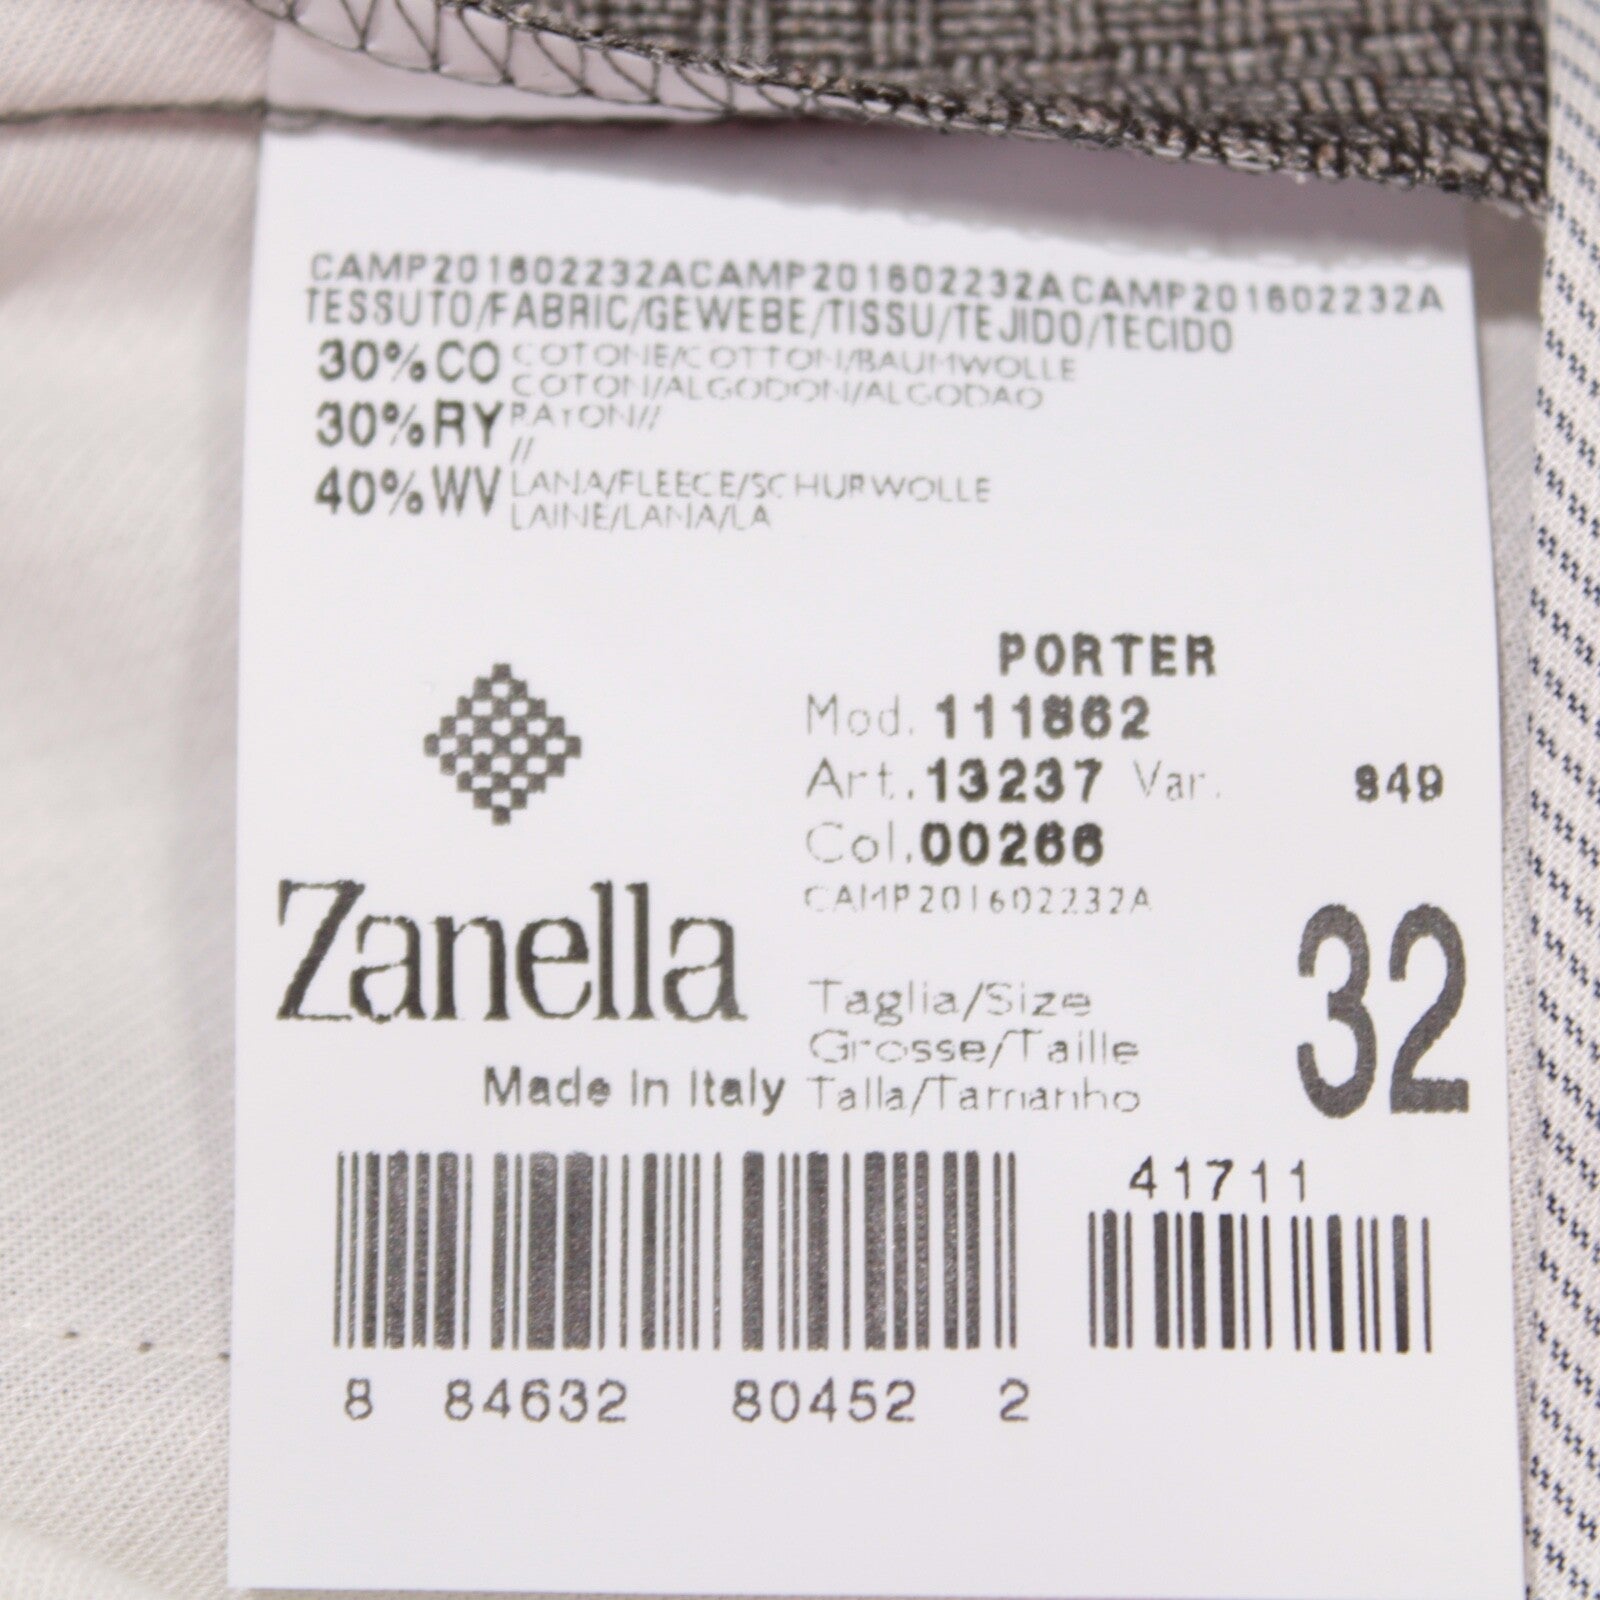 CAMP201602232ACAMP201602232ACAMP201602232A
TESSUTO/FABRIC/GEWEBE/TISSU/TEJIDO/TECIDO
30%CO COTONE/COTTON/BAUMWOLLE
COTON/ALGODON/ALGODAO
30%RY RAYON//
//
40%WV LANA/FLEECE/SCHURWOLLE
LAINE/LANA/LA
PORTER
Mod. 111862
Art. 13237 Var. 849
Col. 00266
CAMP201602232A
Zanella
Made In Italy
Taglia/Size
Grosse/Taille
Talla/Tamanho
32
41711
8 84632 80452 2